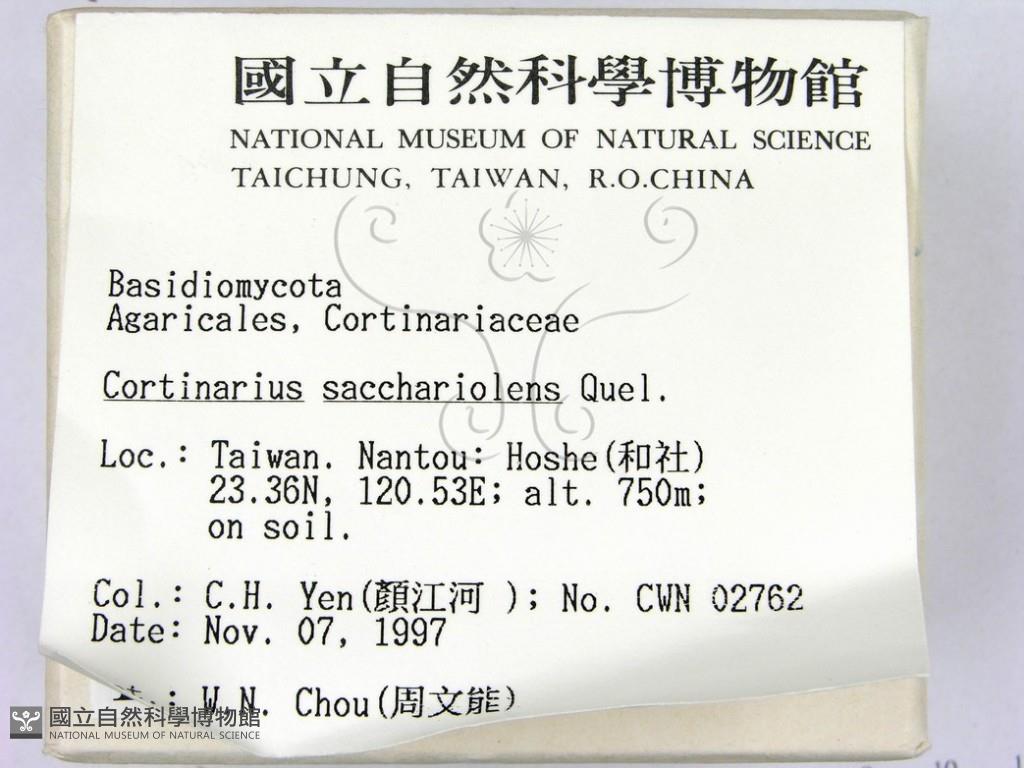 國立自然科學博物館
NATIONAL MUSEUM OF NATURAL SCIENCE
TAICHUNG, TAIWAN, R.O.CHINA
Basidiomycota
Agaricales, Cortinariaceae
Cortinarius sacchariolens Quel.
Loc.: Taiwan. Nantou: Hoshe(和社)
23.36N, 120.53E; alt. 750m;
on soil.
Col.: C.H. Yen(顏江河 ); No. CWN 02762
Date: Nov. 07, 1997
.: W.N. Chou(周文能)
國立自然科學博物館
NATIONAL MUSEUM OF NATURAL SCIENCE